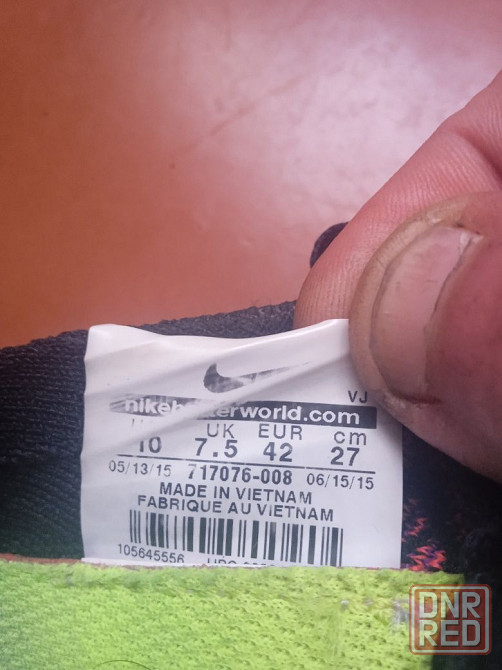 VJ
nikebetterworld.com
UK EUR cm
10 7.5 42 27
05/13/15 717076-008 06/15/15
MADE IN VIETNAM
FABRIQUE AU VIETNAM
105645556 UPC
DNR
RED